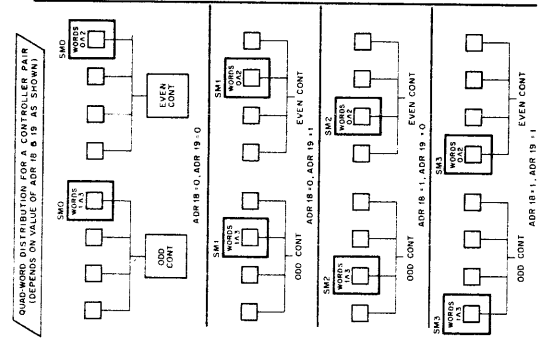 QUAD-WORD DISTRIBUTION FOR A CONTROLLER PAIR
(DEPENDS ON VALUE OF ADR 18 & 19 AS SHOWN)
SM0
WORDS
1∧3
ODD
CONT
SM0
WORDS
0∧2
EVEN
CONT
ADR 18=0, ADR 19=0
SM1
WORDS
1∧3
ODD CONT
SM1
WORDS
0∧2
EVEN CONT
ADR 18=0, ADR 19=1
SM2
WORDS
1∧3
ODD CONT
SM2
WORDS
0∧2
EVEN CONT
ADR 18=1, ADR 19=0
SM3
WORDS
1∧3
ODD CONT
SM3
WORDS
0∧2
EVEN CONT
ADR 18=1, ADR 19=1